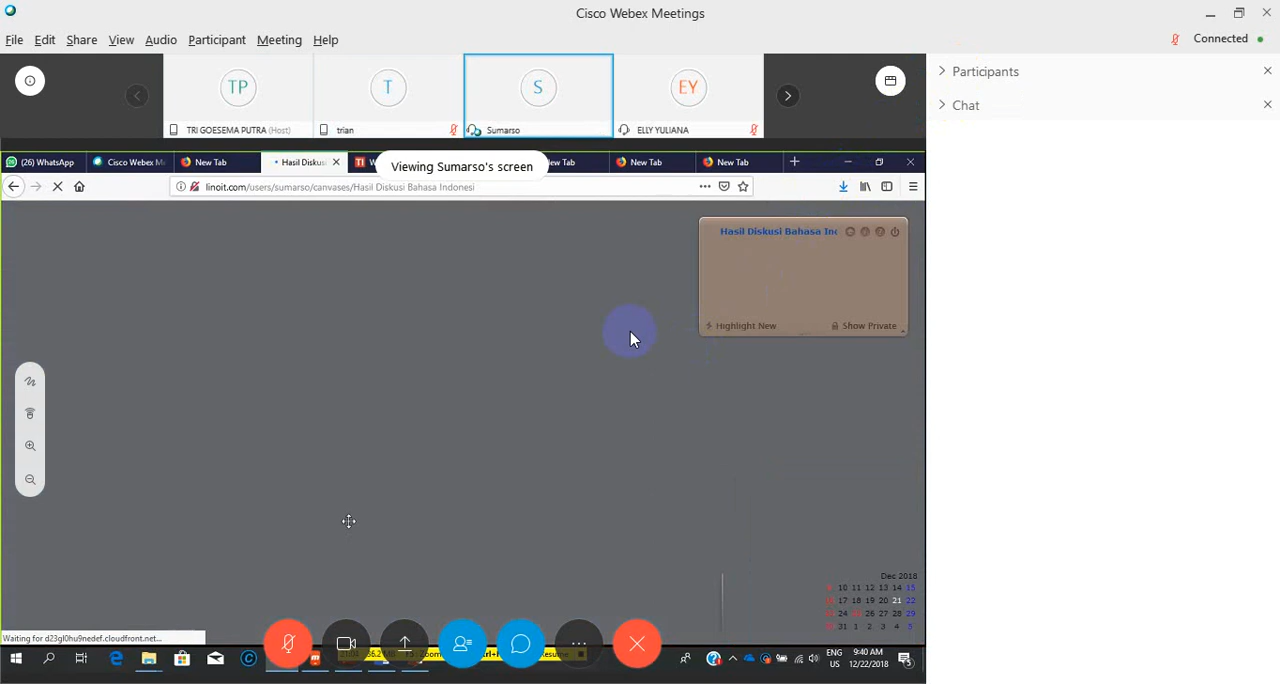 Cisco Webex Meetings
File Edit Share View Audio Participant Meeting Help
Connected
Participants
Chat
TP
T
S
EY
TRI GOESEMA PUTRA (Host)
trian
Sumarso
ELLY YULIANA
Viewing Sumarso's screen
(26) WhatsApp
Cisco Webex M
New Tab
Hasil Diskus
New Tab
New Tab
linoit.com/users/sumarso/canvases/Hasil Diskusi Bahasa Indonesi
Hasil Diskusi Bahasa Inc
Highlight New
Show Private
Dec 2018
10 11 12 13 14 15
17 18 19 20 21 22
24 25 26 27 28 29
31 1 2 3 4 5
Waiting for d23gl0hu9nedef.cloudfront.net...
ENG
US
9:40 AM
12/22/2018